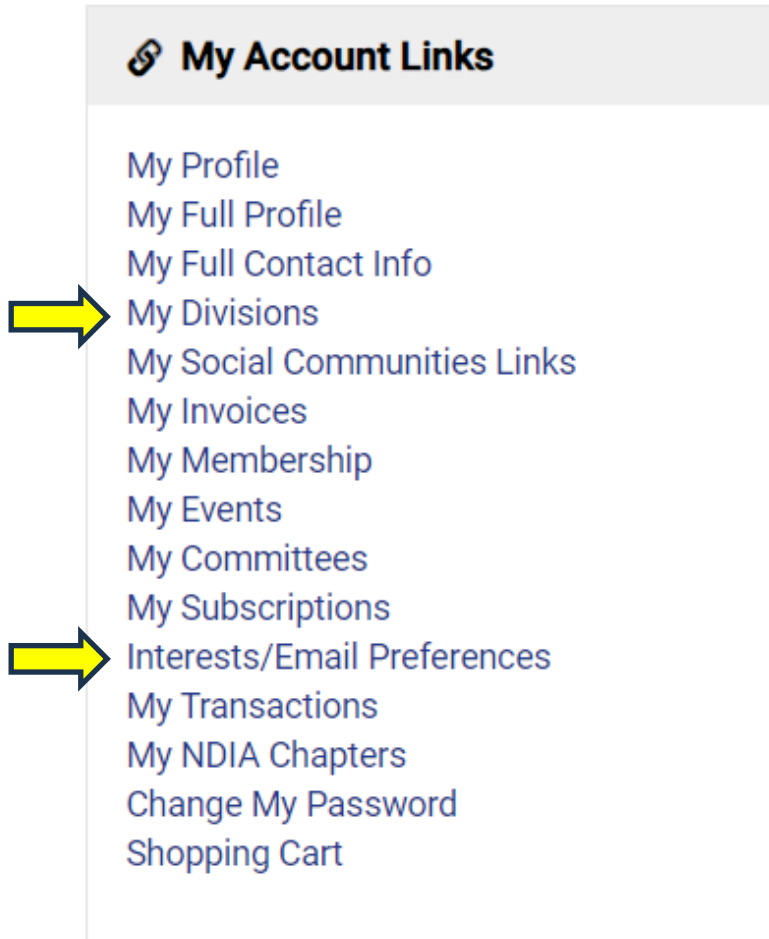 My Account Links
My Profile
My Full Profile
My Full Contact Info
My Divisions
My Social Communities Links
My Invoices
My Membership
My Events
My Committees
My Subscriptions
Interests/Email Preferences
My Transactions
My NDIA Chapters
Change My Password
Shopping Cart